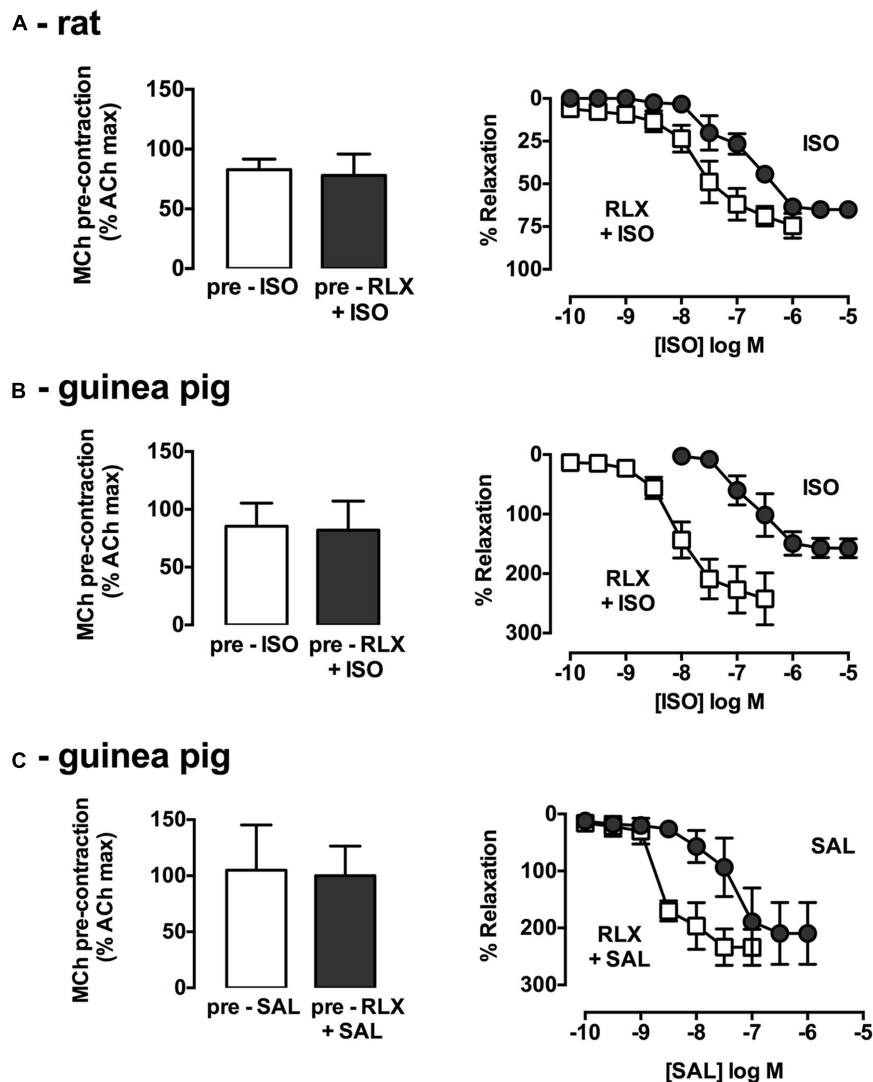 A - rat
MCh pre-contraction
(% ACh max)
150
100
50
0
pre - ISO
pre - RLX
+ ISO
% Relaxation
0
25
50
75
100
ISO
RLX
+ ISO
-10 -9 -8 -7 -6 -5
[ISO] log M
B - guinea pig
MCh pre-contraction
(% ACh max)
150
100
50
0
pre - ISO
pre - RLX
+ ISO
% Relaxation
0
100
200
300
ISO
RLX
+ ISO
-10 -9 -8 -7 -6 -5
[ISO] log M
C - guinea pig
MCh pre-contraction
(% ACh max)
150
100
50
0
pre - SAL
pre - RLX
+ SAL
% Relaxation
0
100
200
300
SAL
RLX
+ SAL
-10 -9 -8 -7 -6 -5
[SAL] log M